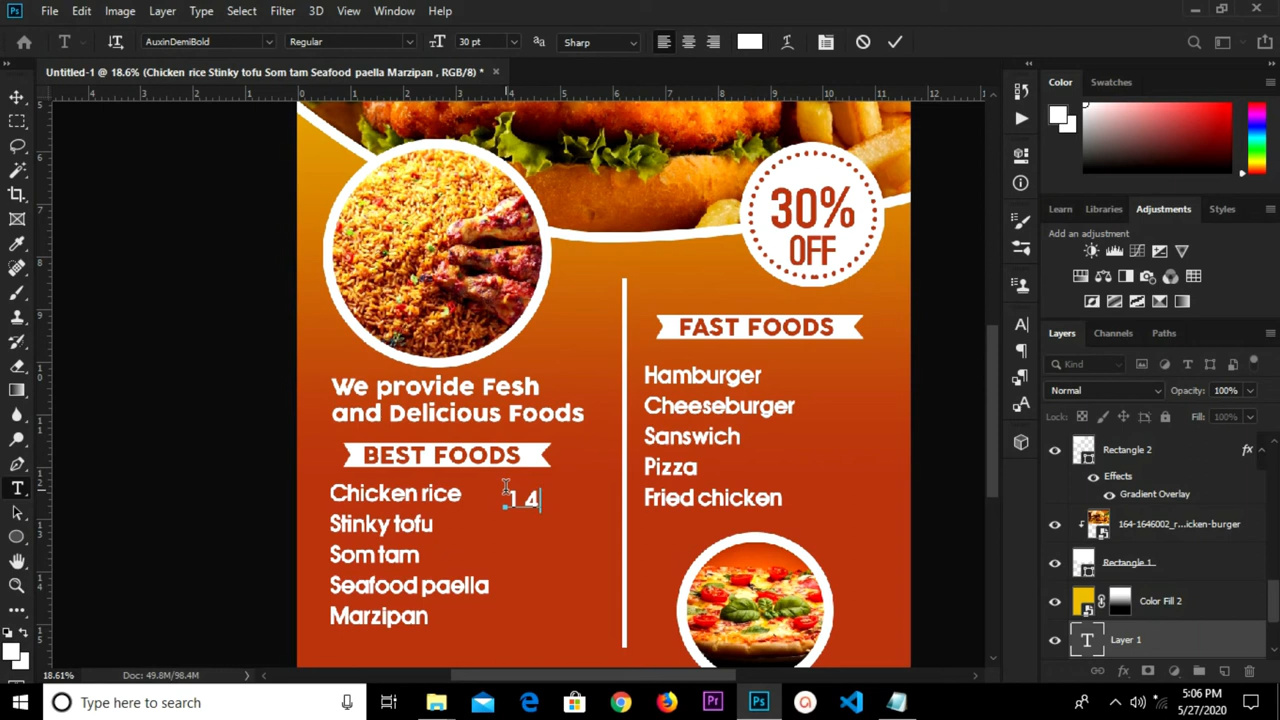 File Edit Image Layer Type Select Filter 3D View Window Help
AuxinDemiBold Regular 30 pt Sharp
Untitled-1 @ 18.6% (Chicken rice Stinky tofu Som tam Seafood paella Marzipan , RGB/8) *
Color Swatches
Learn Libraries Adjustments Styles
Add an adjustment
Layers Channels Paths
Kind
Normal Opacity: 100%
Lock: Fill: 100%
Rectangle 2 fx
Effects
Gradient Overlay
164-1646002_r...icken-burger
Rectangle 1
Color Fill 2
Layer 1
30%
OFF
We provide Fesh
and Delicious Foods
BEST FOODS
Chicken rice 1 4
Stinky tofu
Som tam
Seafood paella
Marzipan
FAST FOODS
Hamburger
Cheeseburger
Sanswich
Pizza
Fried chicken
18.61% Doc: 49.8M/98.4M
Type here to search
5:06 PM
5/27/2020